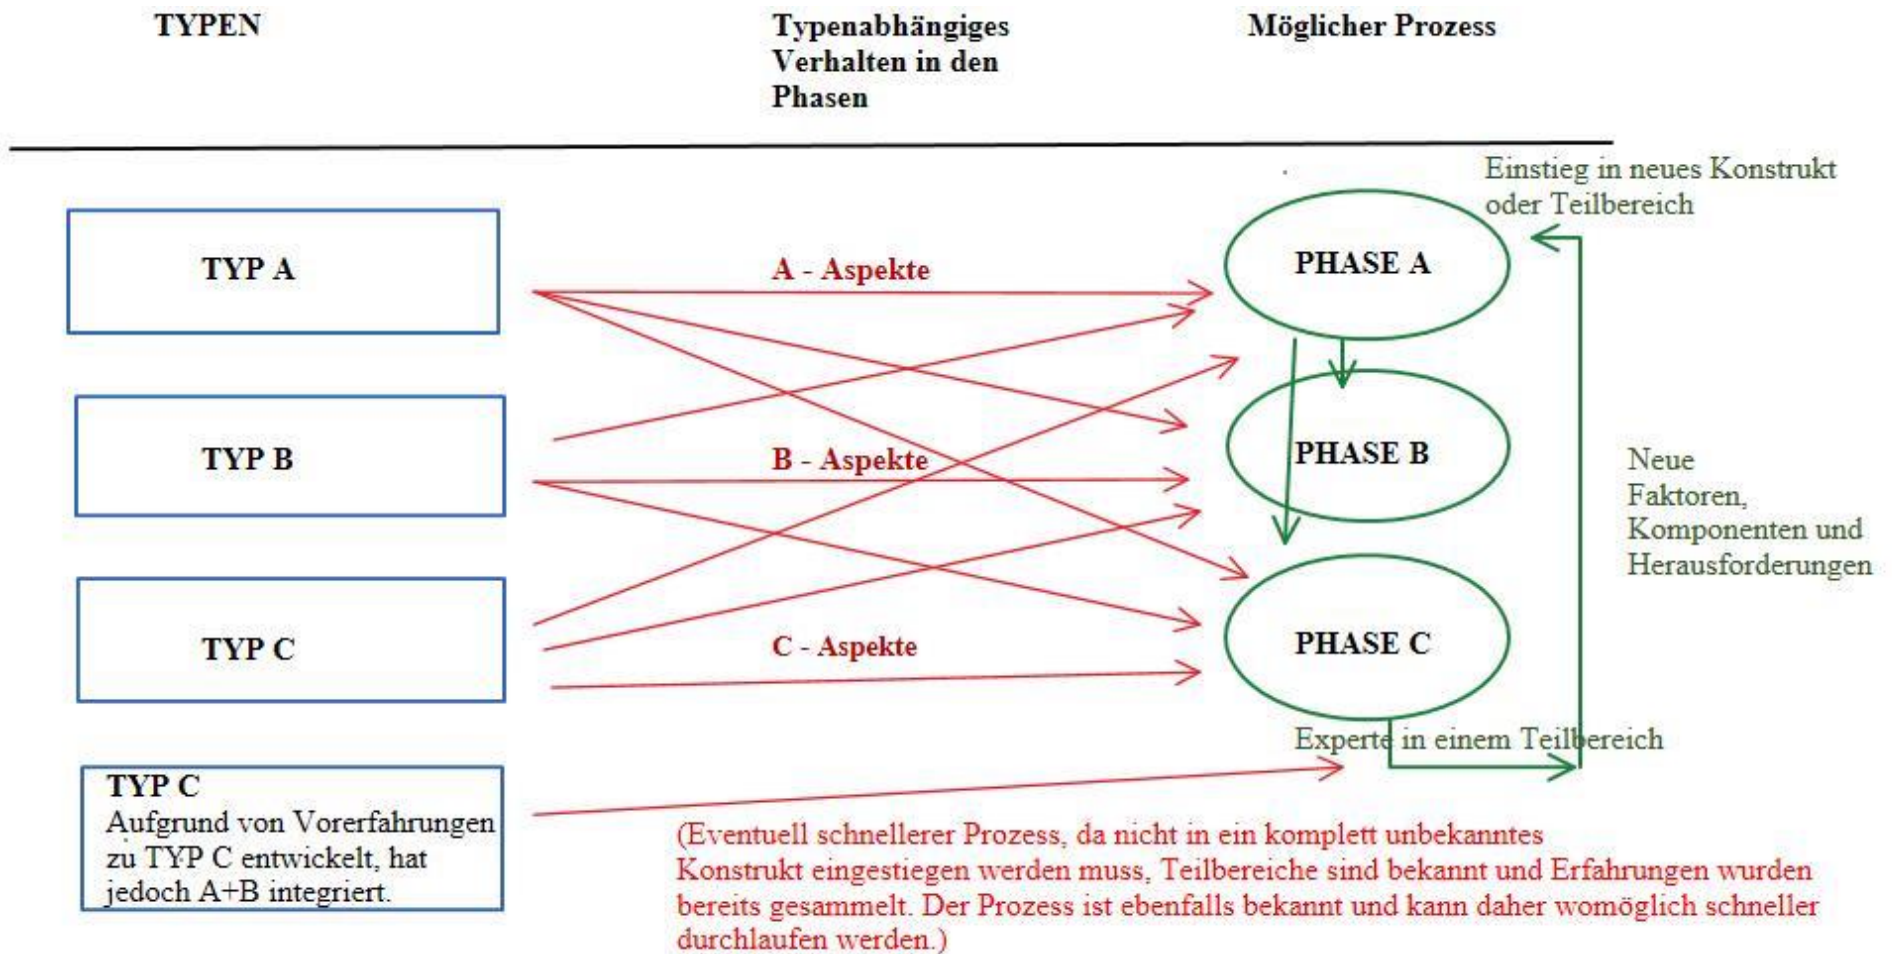 TYPEN
Typenabhängiges
Verhalten in den
Phasen
Möglicher Prozess
Einstieg in neues Konstrukt
oder Teilbereich
TYP A
A - Aspekte
PHASE A
TYP B
B - Aspekte
PHASE B
Neue
Faktoren,
Komponenten und
Herausforderungen
TYP C
C - Aspekte
PHASE C
Experte in einem Teilbereich
TYP C
Aufgrund von Vorerfahrungen
zu TYP C entwickelt, hat
jedoch A+B integriert.
(Eventuell schnellerer Prozess, da nicht in ein komplett unbekanntes
Konstrukt eingestiegen werden muss, Teilbereiche sind bekannt und Erfahrungen wurden
bereits gesammelt. Der Prozess ist ebenfalls bekannt und kann daher womöglich schneller
durchlaufen werden.)